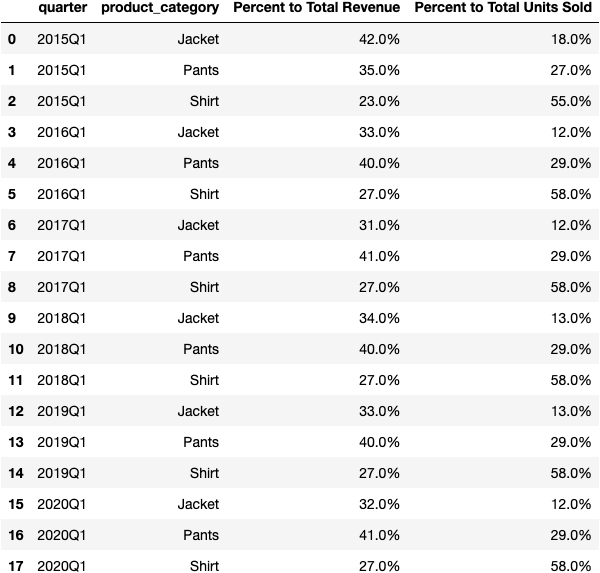 quarter product_category Percent to Total Revenue Percent to Total Units Sold
0 2015Q1 Jacket 42.0% 18.0%
1 2015Q1 Pants 35.0% 27.0%
2 2015Q1 Shirt 23.0% 55.0%
3 2016Q1 Jacket 33.0% 12.0%
4 2016Q1 Pants 40.0% 29.0%
5 2016Q1 Shirt 27.0% 58.0%
6 2017Q1 Jacket 31.0% 12.0%
7 2017Q1 Pants 41.0% 29.0%
8 2017Q1 Shirt 27.0% 58.0%
9 2018Q1 Jacket 34.0% 13.0%
10 2018Q1 Pants 40.0% 29.0%
11 2018Q1 Shirt 27.0% 58.0%
12 2019Q1 Jacket 33.0% 13.0%
13 2019Q1 Pants 40.0% 29.0%
14 2019Q1 Shirt 27.0% 58.0%
15 2020Q1 Jacket 32.0% 12.0%
16 2020Q1 Pants 41.0% 29.0%
17 2020Q1 Shirt 27.0% 58.0%